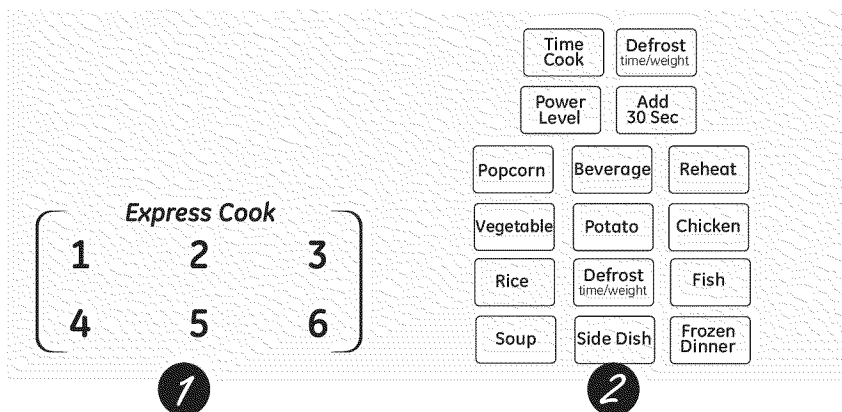 Express Cook
1 2 3
4 5 6
1
Time Cook
Defrost time/weight
Power Level
Add 30 Sec
Popcorn Beverage Reheat
Vegetable Potato Chicken
Rice
Defrost time/weight
Fish
Soup Side Dish
Frozen Dinner
2